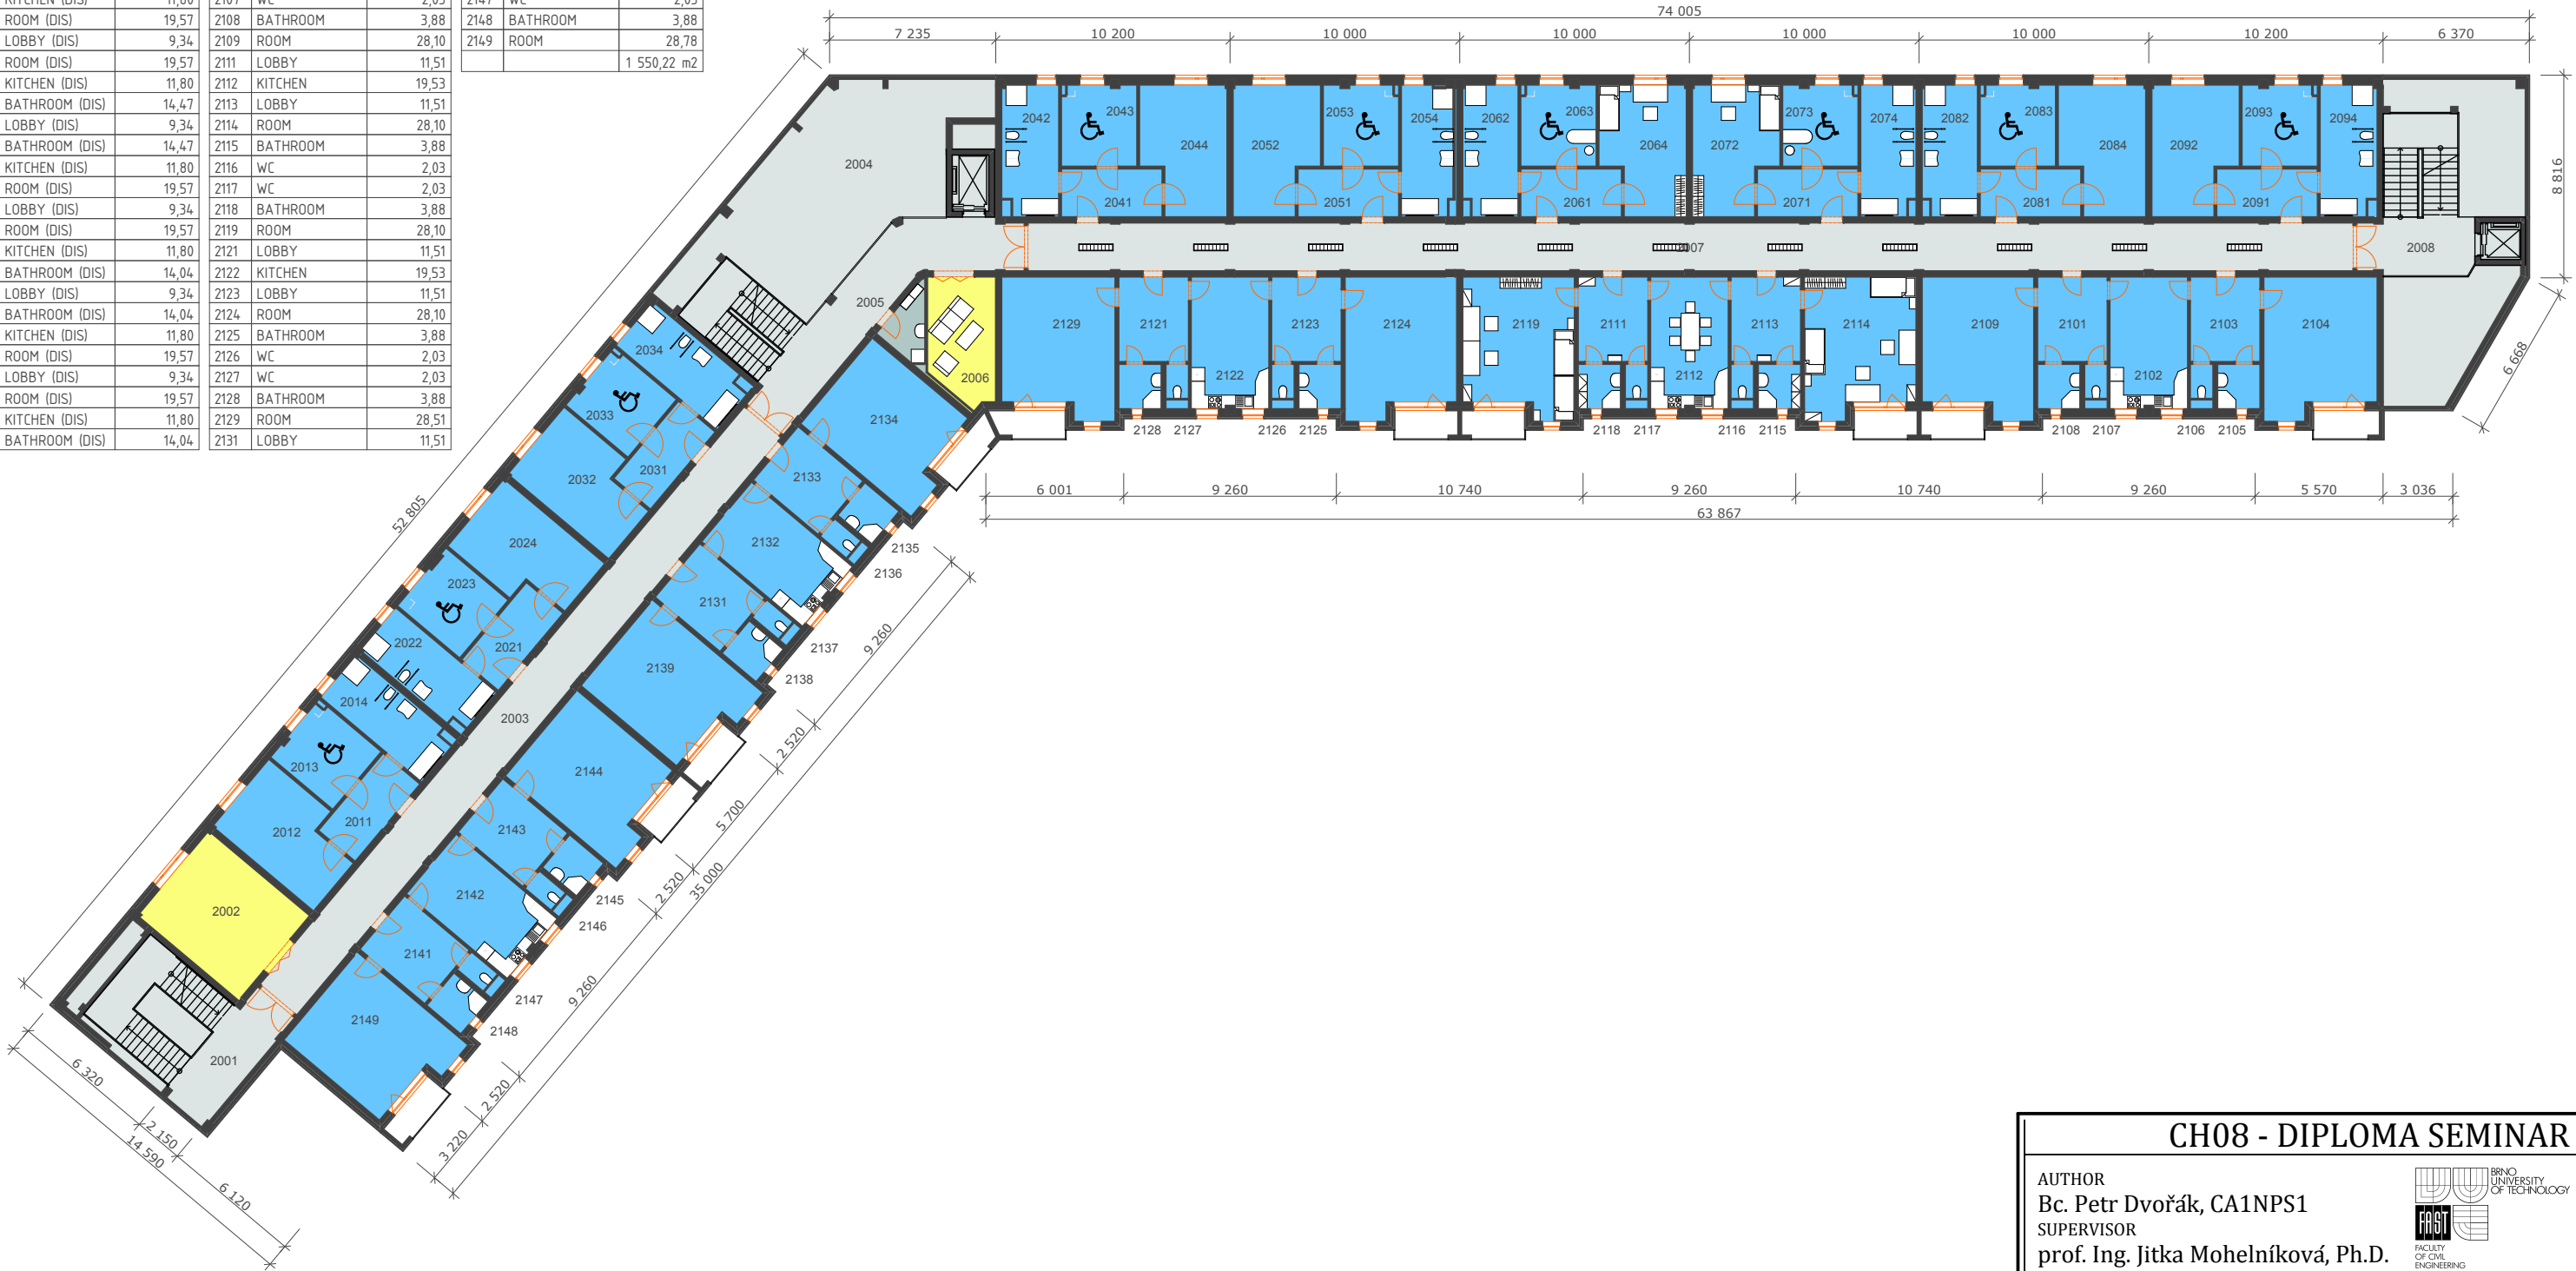 KITCHEN (DIS) 11,80
ROOM (DIS) 19,57
LOBBY (DIS) 9,34
ROOM (DIS) 19,57
KITCHEN (DIS) 11,80
BATHROOM (DIS) 14,47
LOBBY (DIS) 9,34
BATHROOM (DIS) 14,47
KITCHEN (DIS) 11,80
ROOM (DIS) 19,57
LOBBY (DIS) 9,34
ROOM (DIS) 19,57
KITCHEN (DIS) 11,80
BATHROOM (DIS) 14,04
LOBBY (DIS) 9,34
BATHROOM (DIS) 14,04
KITCHEN (DIS) 11,80
ROOM (DIS) 19,57
LOBBY (DIS) 9,34
ROOM (DIS) 19,57
KITCHEN (DIS) 11,80
BATHROOM (DIS) 14,04
2107 WC 2,03
2108 BATHROOM 3,88
2109 ROOM 28,10
2111 LOBBY 11,51
2112 KITCHEN 19,53
2113 LOBBY 11,51
2114 ROOM 28,10
2115 BATHROOM 3,88
2116 WC 2,03
2117 WC 2,03
2118 BATHROOM 3,88
2119 ROOM 28,10
2121 LOBBY 11,51
2122 KITCHEN 19,53
2123 LOBBY 11,51
2124 ROOM 28,10
2125 BATHROOM 3,88
2126 WC 2,03
2127 WC 2,03
2128 BATHROOM 3,88
2129 ROOM 28,51
2131 LOBBY 11,51
2147 WC 2,03
2148 BATHROOM 3,88
2149 ROOM 28,78
1 550,22 m2
74 005
7 235 10 200 10 000 10 000 10 000 10 000 10 200 6 370
2042 2043 2044 2052 2053 2054 2062 2063 2064 2072 2073 2074 2082 2083 2084 2092 2093 2094
8 816
2004
2041 2051 2061 2071 2081 2091
2007 2008
2005
2006 2129 2121 2122 2123 2124 2119 2111 2112 2113 2114 2109 2101 2102 2103 2104
6 668
2128 2127 2126 2125 2118 2117 2116 2115 2108 2107 2106 2105
6 001 9 260 10 740 9 260 10 740 9 260 5 570 3 036
63 867
52 805
2034
2033
2032 2031
2024
2023
2022 2021
2014
2013
2012 2011
2003
2002
2001
2134
2133
2132
2131
2139
2135
2136
2137
2138
2144
2143
2142
2141
2149
2145
2146
2147
2148
9 260
2 520
5 700
2 520
35 000
9 260
2 520
3 220
6 320
2 150
14 590
6 120
CH08 - DIPLOMA SEMINAR
AUTHOR
Bc. Petr Dvořák, CA1NPS1
SUPERVISOR
prof. Ing. Jitka Mohelníková, Ph.D.
BRNO
UNIVERSITY
OF TECHNOLOGY
FAST
FACULTY
OF CIVIL
ENGINEERING